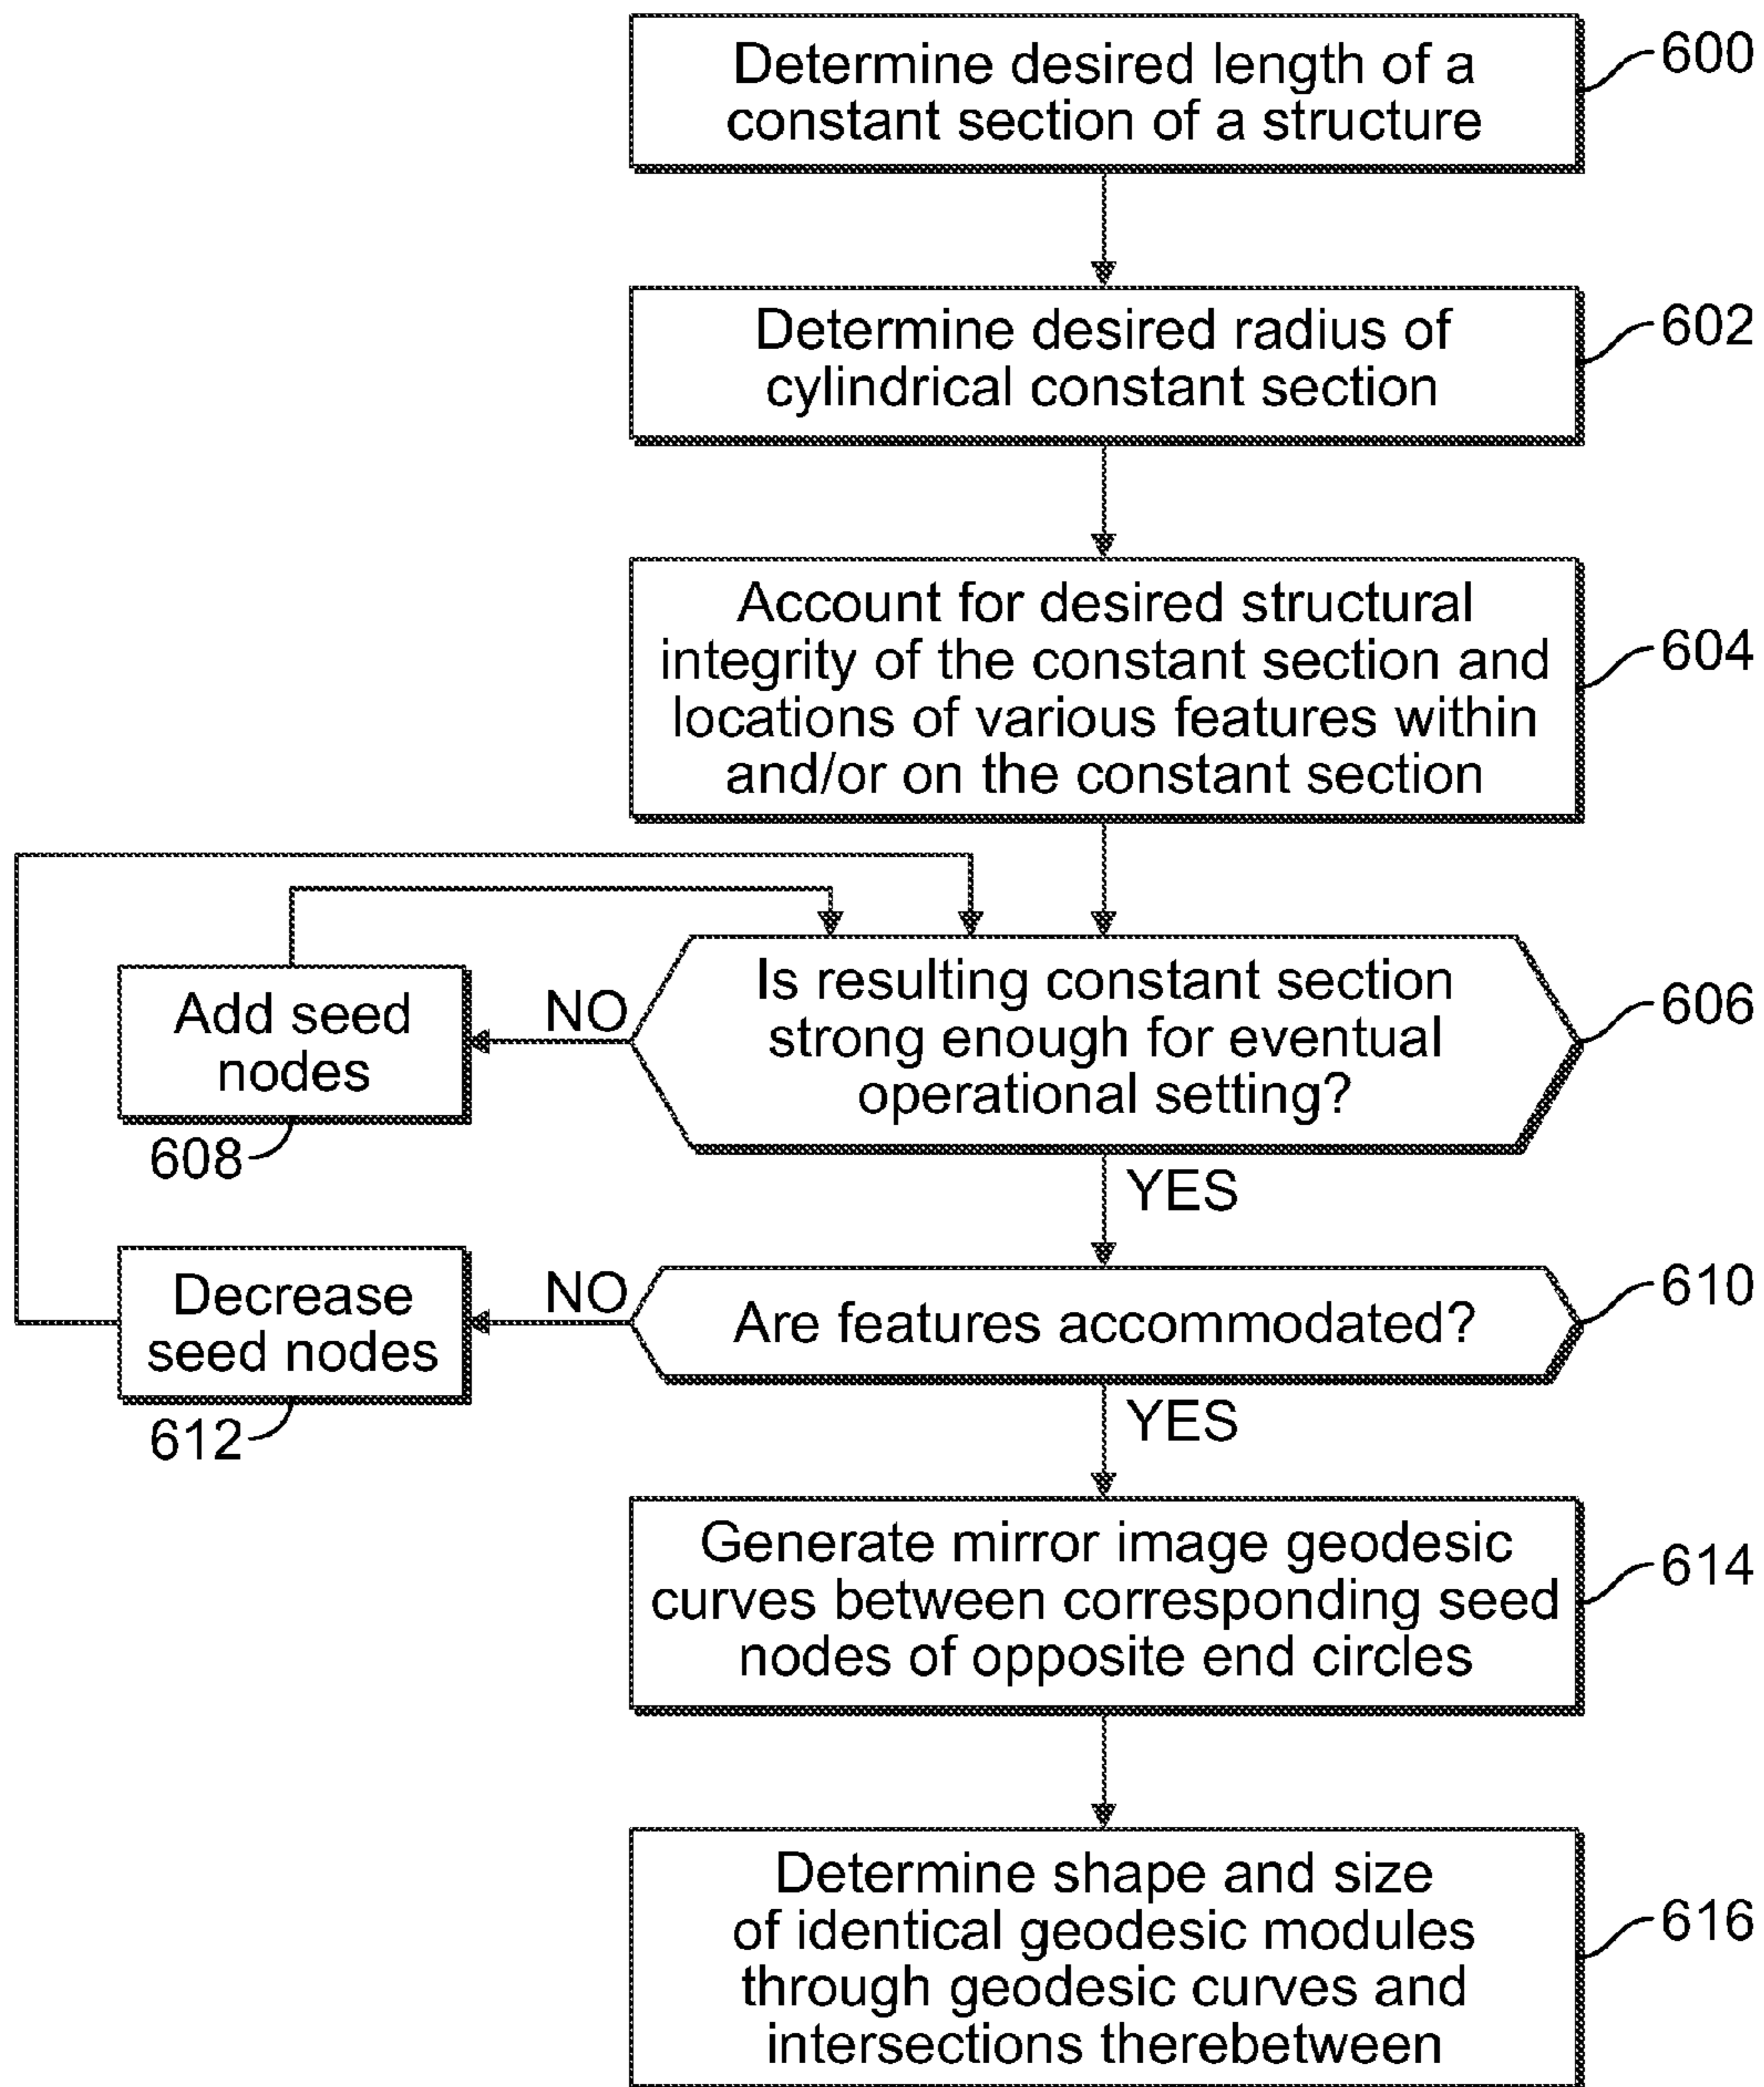 Determine desired length of a
constant section of a structure
600
Determine desired radius of
cylindrical constant section
602
Account for desired structural
integrity of the constant section and
locations of various features within
and/or on the constant section
604
Is resulting constant section
strong enough for eventual
operational setting?
606
NO
Add seed
nodes
608
YES
Are features accommodated?
610
NO
Decrease
seed nodes
612
YES
Generate mirror image geodesic
curves between corresponding seed
nodes of opposite end circles
614
Determine shape and size
of identical geodesic modules
through geodesic curves and
intersections therebetween
616